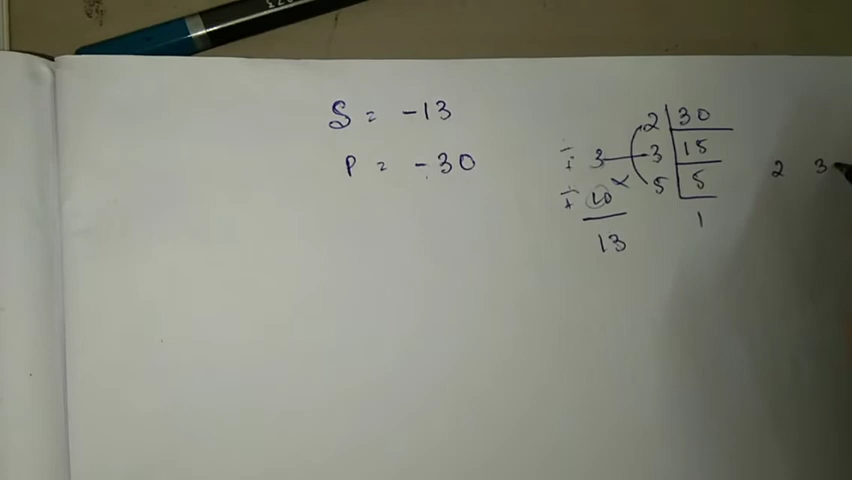 S = -13
P = -30
2 | 30
÷ 3 3 | 15
÷ 10 × 5 | 5
13 1
2 3